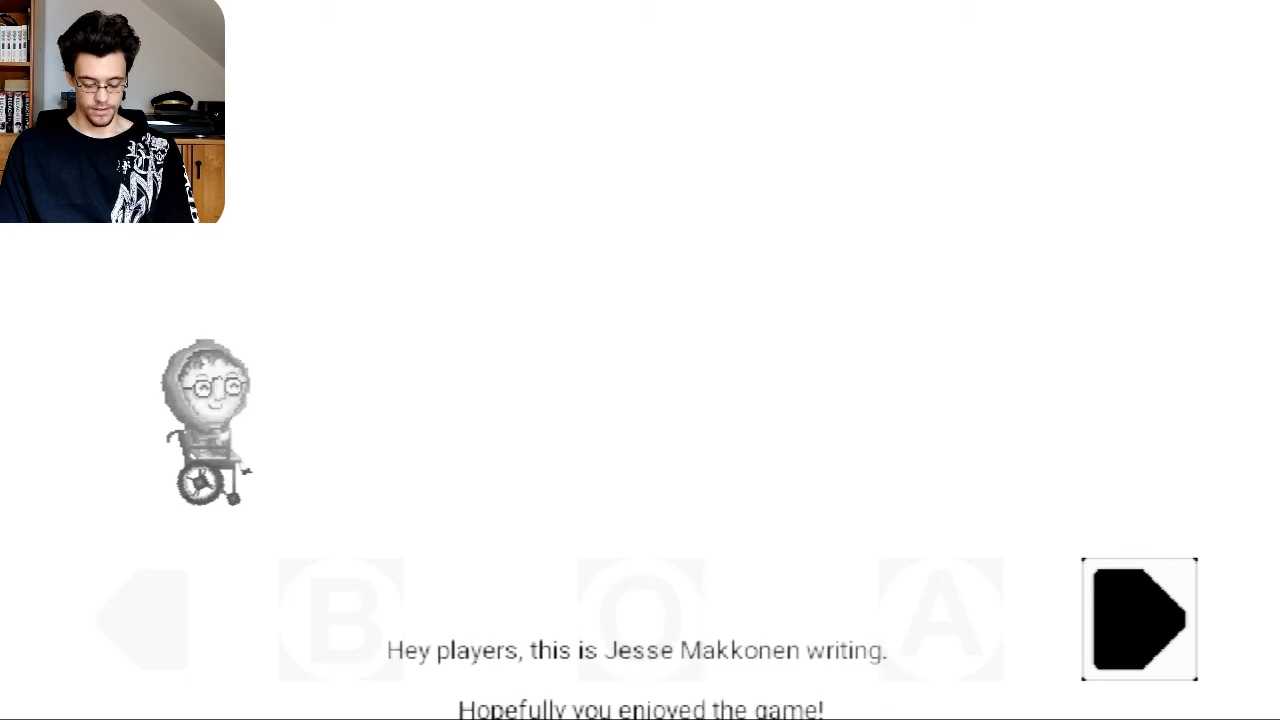 B O A
Hey players, this is Jesse Makkonen writing.
Hopefully you enjoyed the game!